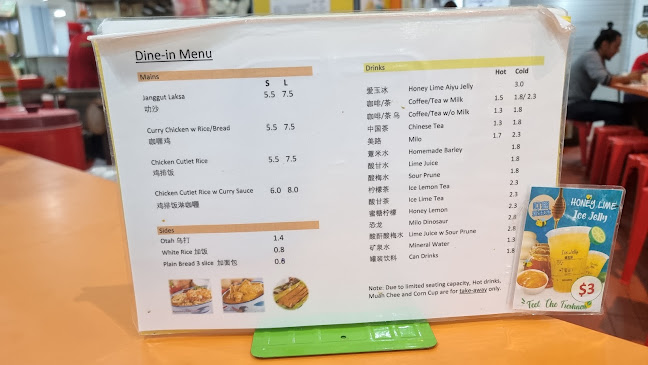 Dine-in Menu
Mains
S L
Janggut Laksa 5.5 7.5
叻沙
Curry Chicken w Rice/Bread 5.5 7.5
咖喱鸡
Chicken Cutlet Rice 5.5 7.5
鸡排饭
Chicken Cutlet Rice w Curry Sauce 6.0 8.0
鸡排饭淋咖喱
Sides
Otah 乌打 1.4
White Rice 加饭 0.8
Plain Bread 3 slice 加面包 0.8
Drinks
Hot Cold
爱玉冰 Honey Lime Aiyu Jelly 3.0
咖啡/茶 Coffee/Tea w Milk 1.5 1.8/ 2.3
咖啡/茶 乌 Coffee/Tea w/o Milk 1.3 1.8
中国茶 Chinese Tea 1.3 1.8
美路 Milo 1.7 2.3
薏米水 Homemade Barley 1.8
酸甘水 Lime Juice 1.8
酸梅水 Sour Prune 1.8
柠檬茶 Ice Lemon Tea 2.3
酸甘茶 Ice Lime Tea 2.3
蜜糖柠檬 Honey Lemon 2.3
恐龙 Milo Dinosaur 2.8
酸酐酸梅水 Lime Juice w Sour Prune 2.3
矿泉水 Mineral Water 1.3
罐装饮料 Can Drinks 1.8
Note: Due to limited seating capacity, Hot drinks,
Muah Chee and Corn Cup are for take-away only.
HONEY LIME
Ice Jelly
$3